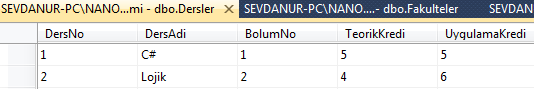 SEVDANUR-PC\NANO...mi - dbo.Dersler SEVDANUR-PC\NANO....- dbo.Fakulteler SEVDANUR
DersNo DersAdi BolumNo TeorikKredi UygulamaKredi
1 C# 1 5 5
2 Lojik 2 4 6